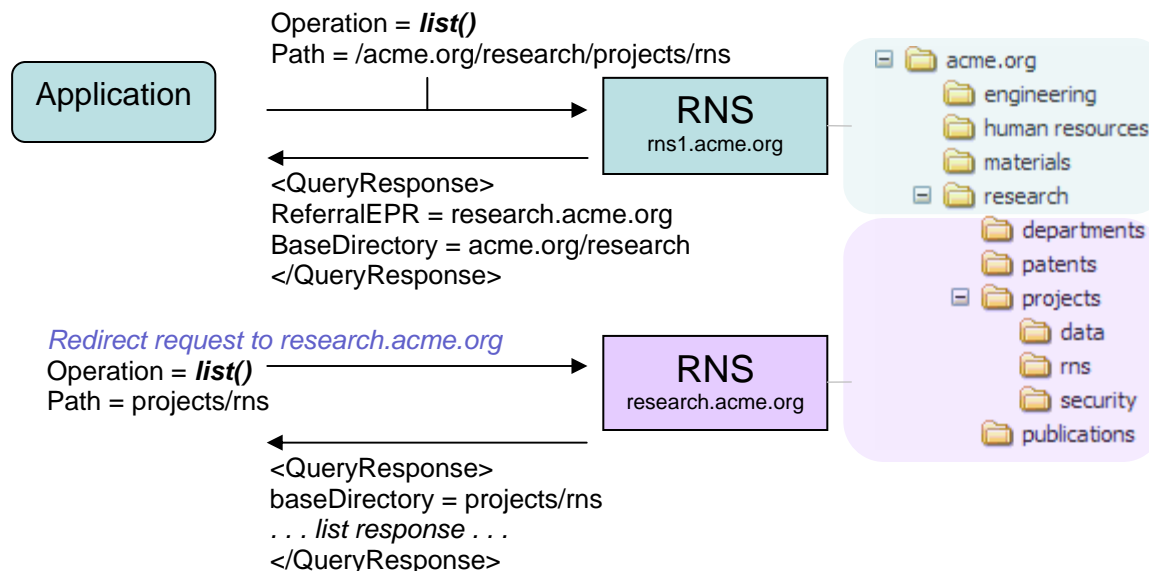 Operation = list()
Path = /acme.org/research/projects/rns
Application
RNS
rns1.acme.org
<QueryResponse>
ReferralEPR = research.acme.org
BaseDirectory = acme.org/research
</QueryResponse>
acme.org
engineering
human resources
materials
research
departments
patents
projects
data
rns
security
publications
Redirect request to research.acme.org
Operation = list()
Path = projects/rns
RNS
research.acme.org
<QueryResponse>
baseDirectory = projects/rns
. . . list response . . .
</QueryResponse>